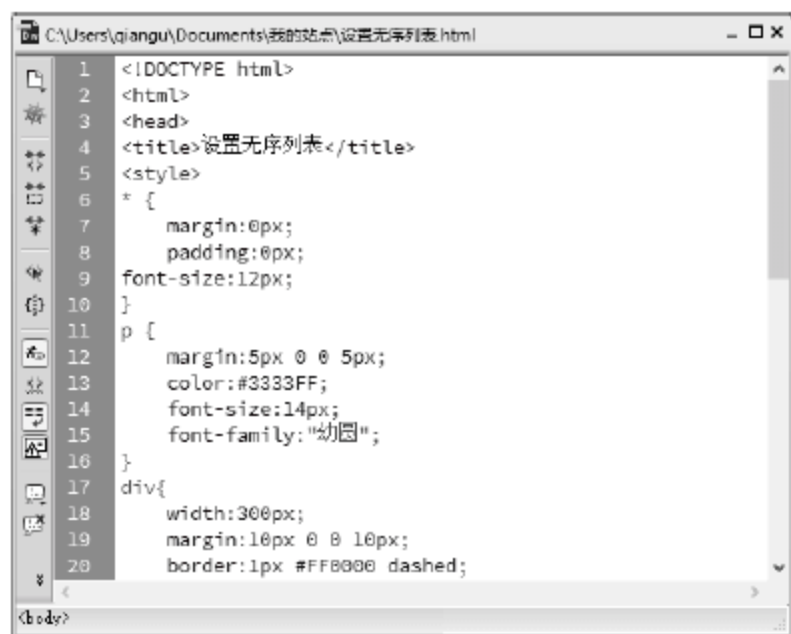 C:\Users\qiangu\Documents\我的站点\设置无序列表.html
1 <!DOCTYPE html>
2 <html>
3 <head>
4 <title>设置无序列表</title>
5 <style>
6 * {
7 margin:0px;
8 padding:0px;
9 font-size:12px;
10 }
11 p {
12 margin:5px 0 0 5px;
13 color:#3333FF;
14 font-size:14px;
15 font-family:"幼圆";
16 }
17 div{
18 width:300px;
19 margin:10px 0 0 10px;
20 border:1px #FF0000 dashed;
<body>